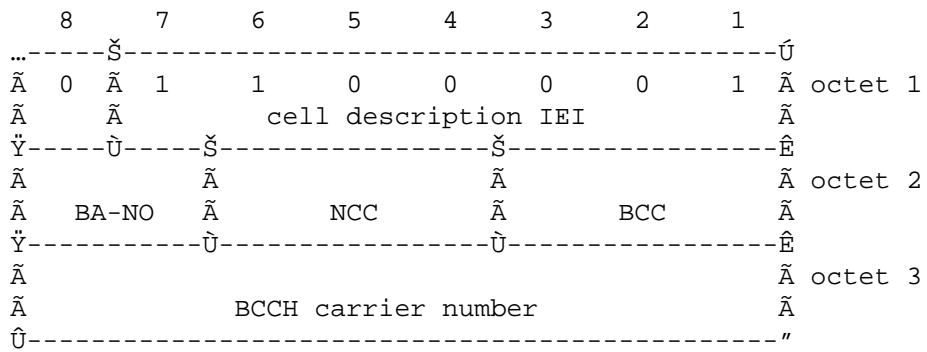 8 7 6 5 4 3 2 1
…-----Š-----------------------------------------Ú
Ã 0 Ã 1 1 0 0 0 0 1 Ã octet 1
Ã Ã cell description IEI Ã
Ÿ-----Ù-----Š-----------------Š-----------------Ê
Ã Ã Ã Ã octet 2
Ã BA-NO Ã NCC Ã BCC Ã
Ÿ-----------Ù-----------------Ù-----------------Ê
Ã Ã octet 3
Ã BCCH carrier number Ã
Û-----------------------------------------------″